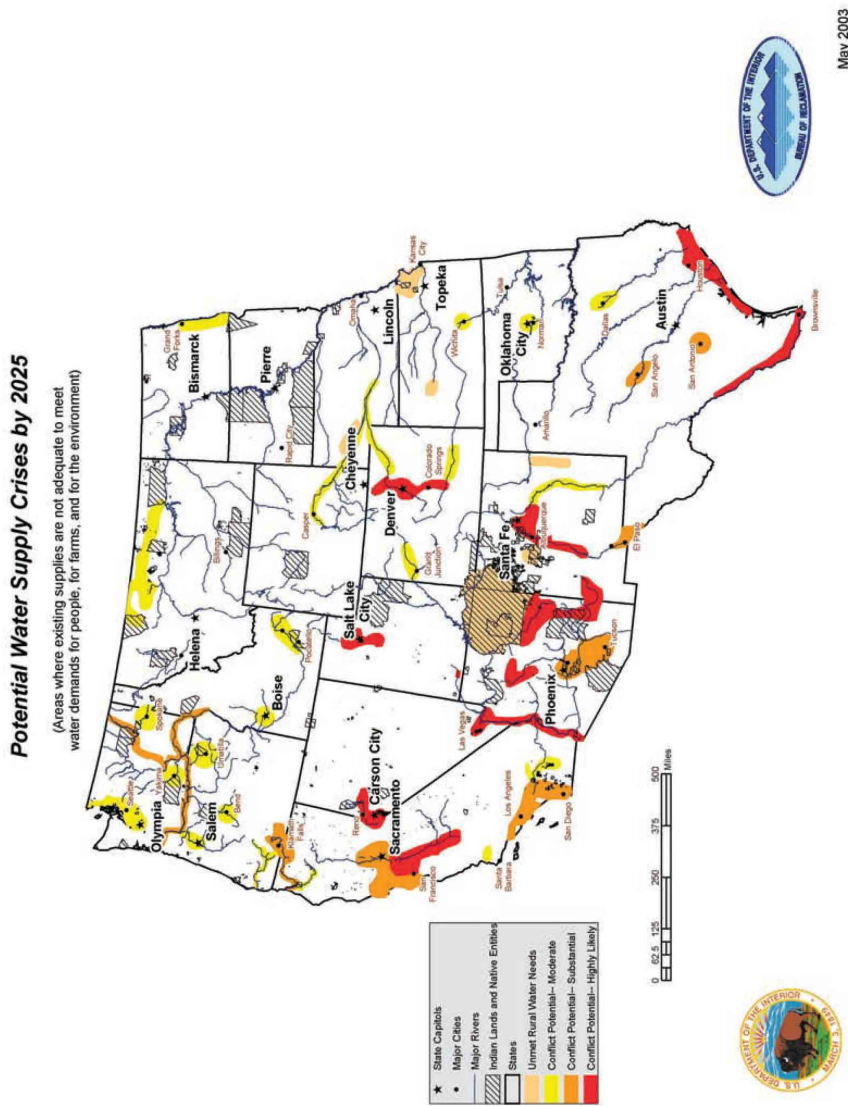 Potential Water Supply Crises by 2025
(Areas where existing supplies are not adequate to meet
water demands for people, for farms, and for the environment)
Seattle
Olympia
Spokane
Yakima
Umatilla
Salem
Bend
Klamath
Falls
Boise
Pocatello
Helena
Billings
Bismarck
Grand
Forks
Pierre
Rapid City
Casper
Cheyenne
Salt Lake
City
Reno
Carson City
Sacramento
San
Francisco
Santa
Barbara
Los Angeles
San Diego
Las Vegas
Phoenix
Tucson
Grand
Junction
Denver
Colorado
Springs
Omaha
Lincoln
Kansas
City
Topeka
Wichita
Santa Fe
Albuquerque
El Paso
Amarillo
Tulsa
Oklahoma
City
Norman
Dallas
San Angelo
Austin
San Antonio
Houston
Brownsville
State Capitols
Major Cities
Major Rivers
Indian Lands and Native Entities
States
Unmet Rural Water Needs
Conflict Potential-- Moderate
Conflict Potential-- Substantial
Conflict Potential-- Highly Likely
0 62.5 125 250 375 500
Miles
U.S. DEPARTMENT OF THE INTERIOR
MARCH 3, 1849
U.S. DEPARTMENT OF THE INTERIOR
BUREAU OF RECLAMATION
May 2003